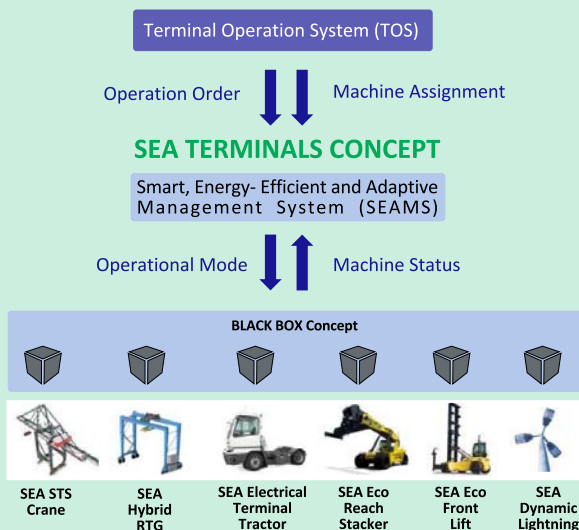 Terminal Operation System (TOS)
Operation Order
Machine Assignment
SEA TERMINALS CONCEPT
Smart, Energy- Efficient and Adaptive
Management System (SEAMS)
Operational Mode
Machine Status
BLACK BOX Concept
SEA STS
Crane
SEA
Hybrid
RTG
SEA Electrical
Terminal
Tractor
SEA Eco
Reach
Stacker
SEA Eco
Front
Lift
SEA
Dynamic
Lightning